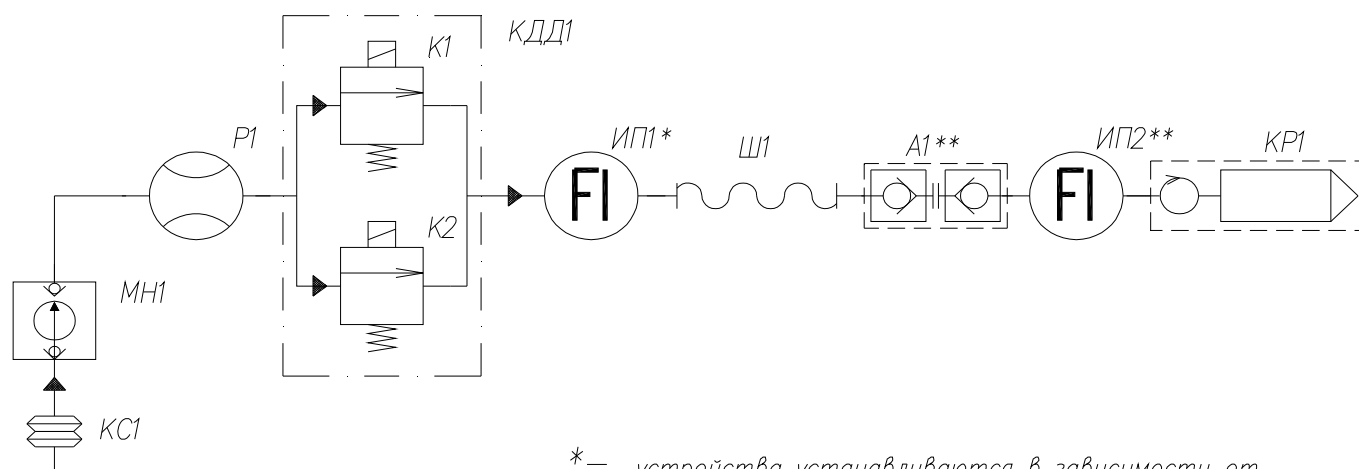 КДД1
К1
Р1
ИП1*
Ш1
А1**
ИП2**
КР1
FI
FI
К2
МН1
КС1
*— устройства устанавливаются в зависимости от